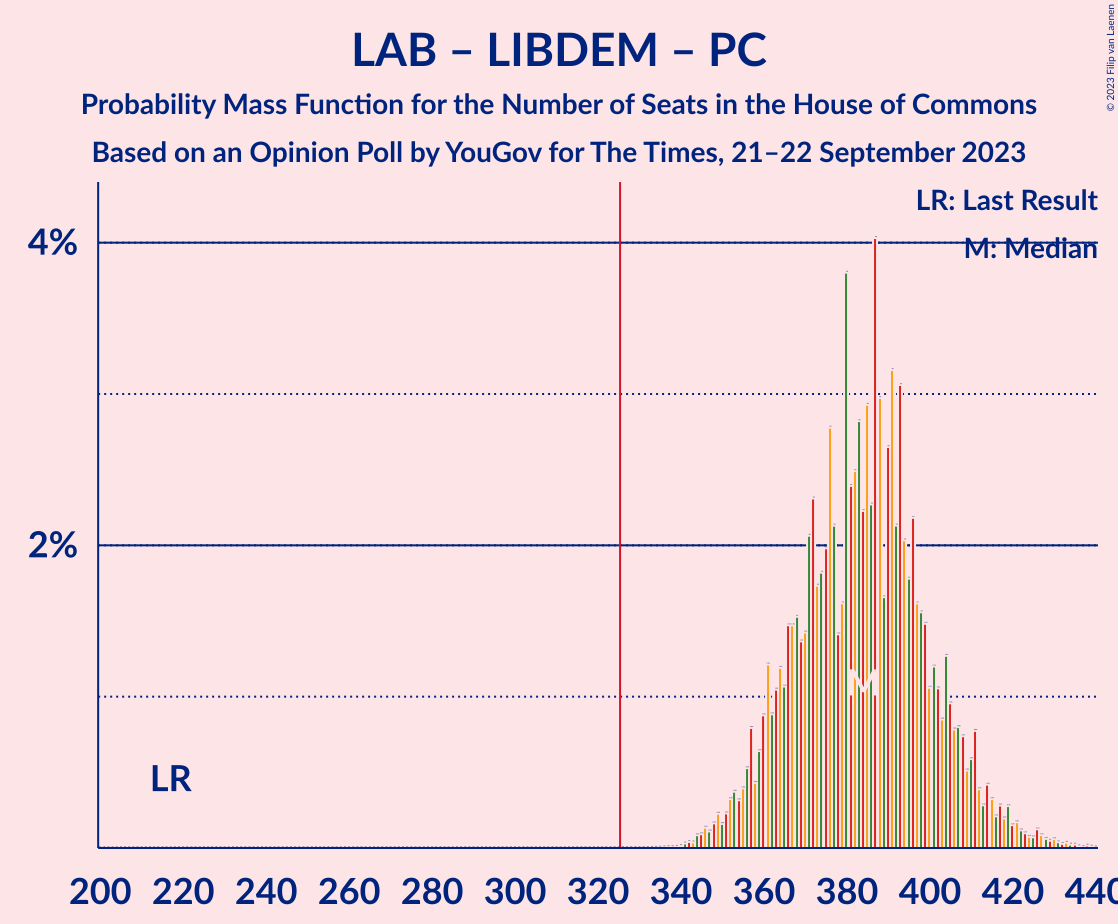 LAB – LIBDEM – PC
Probability Mass Function for the Number of Seats in the House of Commons
Based on an Opinion Poll by YouGov for The Times, 21–22 September 2023
© 2023 Filip van Laenen
LR: Last Result
M: Median
4%
2%
LR
200 220 240 260 280 300 320 340 360 380 400 420 440